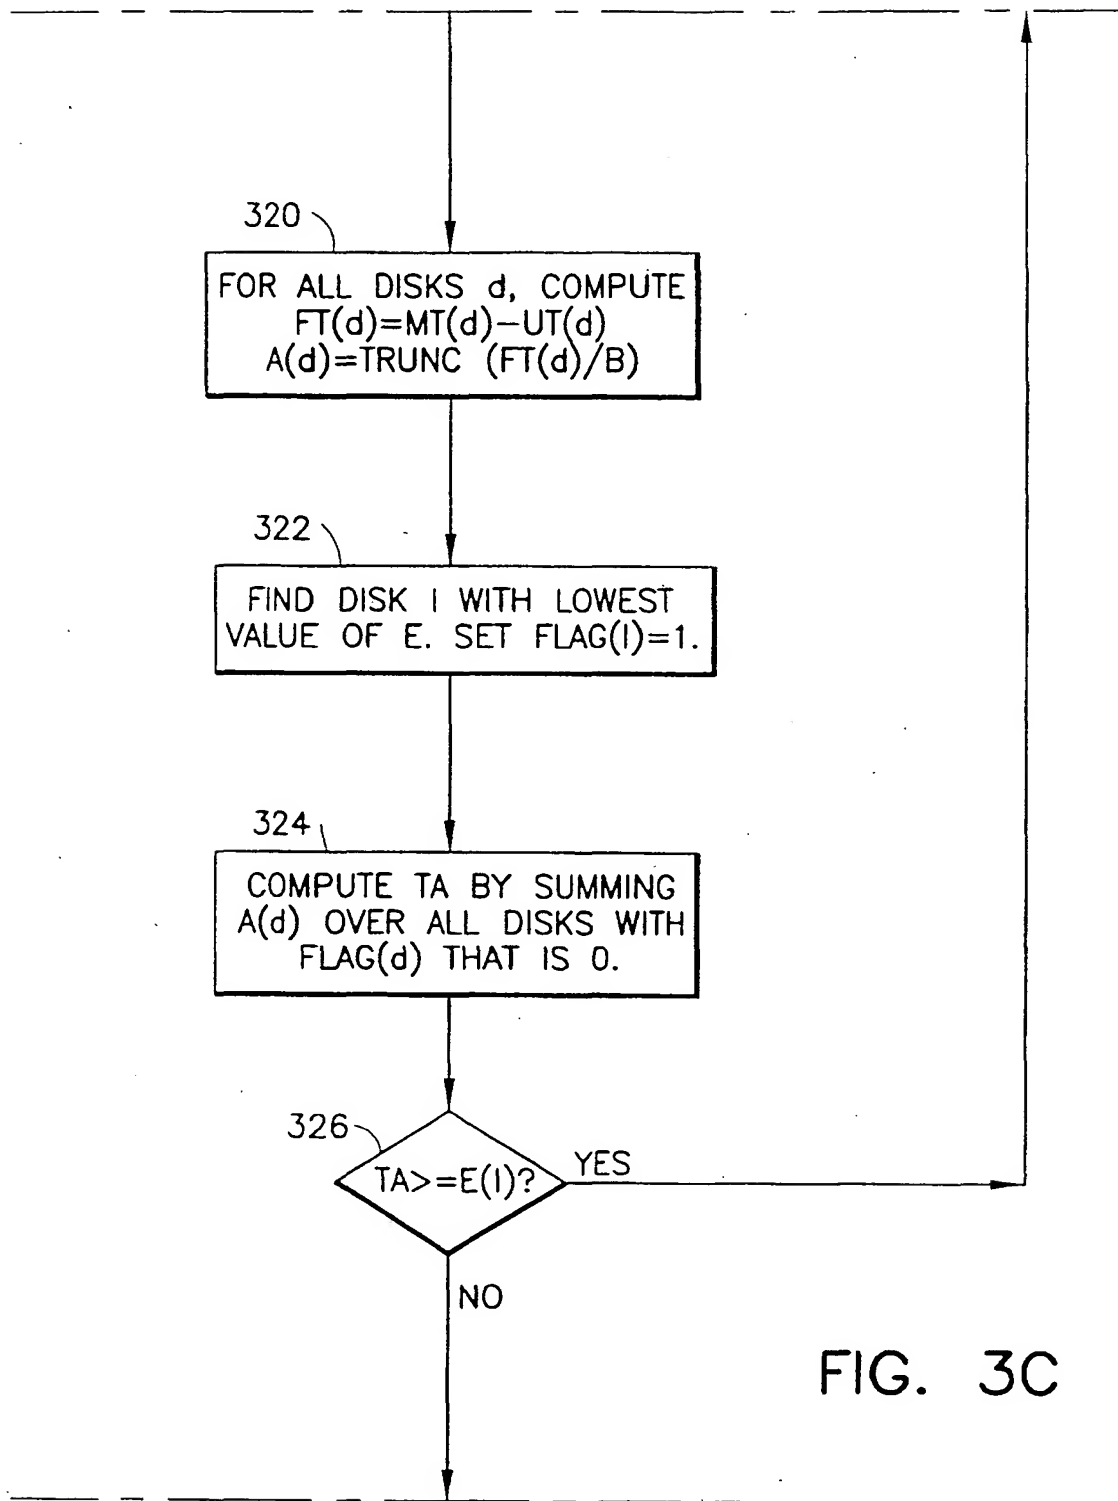 320
FOR ALL DISKS d, COMPUTE
FT(d)=MT(d)-UT(d)
A(d)=TRUNC (FT(d)/B)
322
FIND DISK I WITH LOWEST
VALUE OF E. SET FLAG(I)=1.
324
COMPUTE TA BY SUMMING
A(d) OVER ALL DISKS WITH
FLAG(d) THAT IS 0.
326
TA>=E(I)?
YES
NO
FIG. 3C